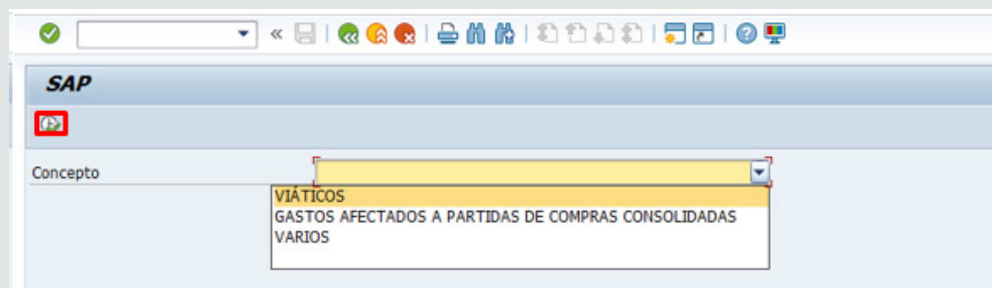 SAP
Concepto
VIÁTICOS
GASTOS AFECTADOS A PARTIDAS DE COMPRAS CONSOLIDADAS
VARIOS